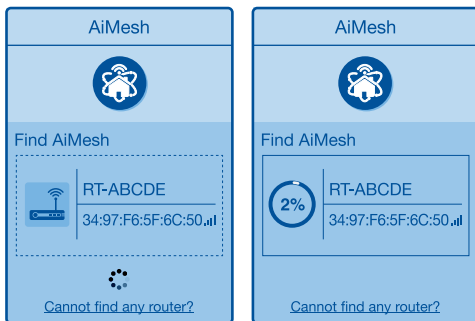 AiMesh
Find AiMesh
RT-ABCDE
34:97:F6:5F:6C:50
Cannot find any router?
AiMesh
Find AiMesh
2%
RT-ABCDE
34:97:F6:5F:6C:50
Cannot find any router?